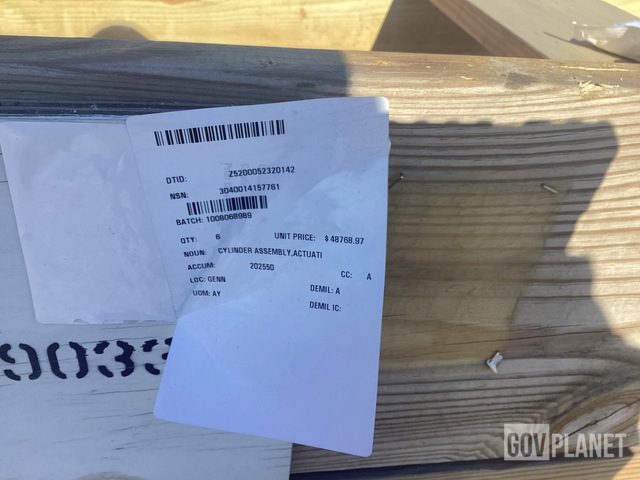 DTID: Z5200052320142
NSN: 3040014157761
BATCH: 1008068989
QTY: 6 UNIT PRICE: $ 48768.97
NOUN: CYLINDER ASSEMBLY,ACTUATI
ACCUM: 202550 CC: A
LOC: GENN DEMIL: A
UOM: AY DEMIL IC:
9033
GOVPLANET